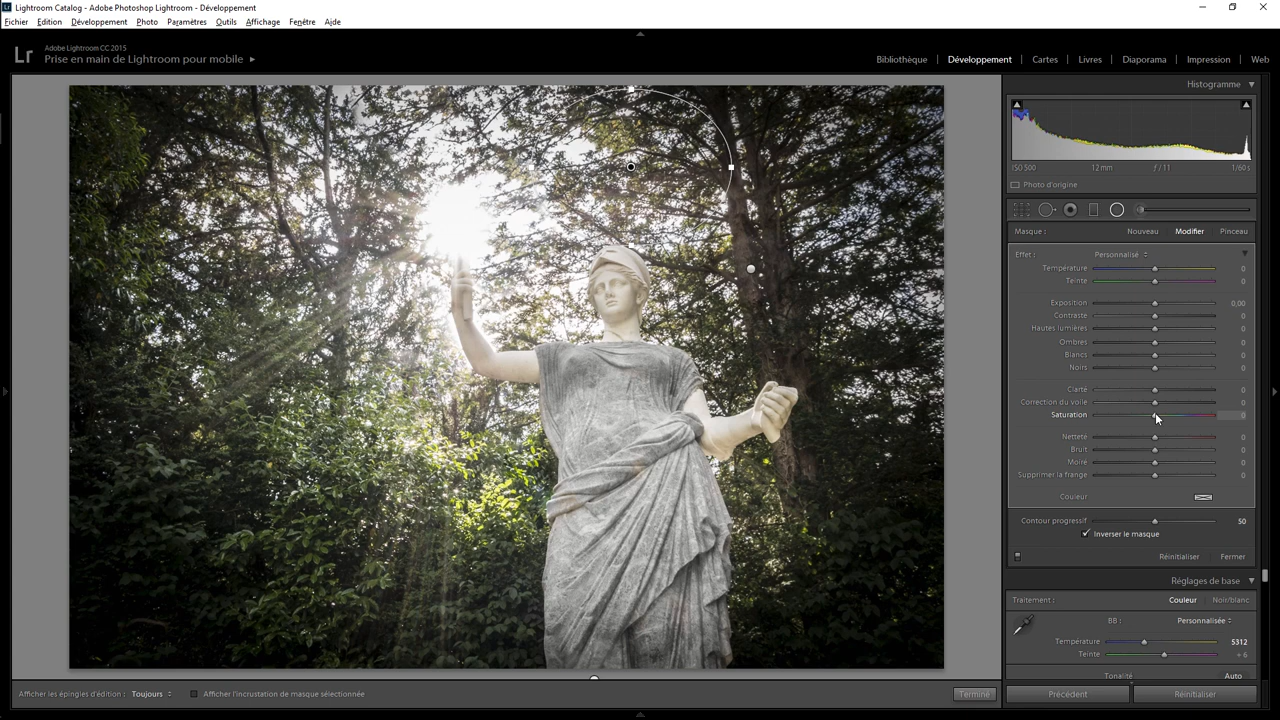 Lightroom Catalog - Adobe Photoshop Lightroom - Développement
Fichier Edition Développement Photo Paramètres Outils Affichage Fenêtre Aide
Lr
Adobe Lightroom CC 2015
Prise en main de Lightroom pour mobile
Bibliothèque | Développement | Cartes | Livres | Diaporama | Impression | Web
Histogramme
ISO 500 12 mm f / 11 1/60 s
Photo d'origine
Masque : Nouveau Modifier Pinceau
Effet : Personnalisé
Température 0
Teinte 0
Exposition 0,00
Contraste 0
Hautes lumières 0
Ombres 0
Blancs 0
Noirs 0
Clarté 0
Correction du voile 0
Saturation 0
Netteté 0
Bruit 0
Moiré 0
Supprimer la frange 0
Couleur
Contour progressif 50
Inverser le masque
Réinitialiser Fermer
Réglages de base
Traitement : Couleur Noir/blanc
BB : Personnalisée
Température 5312
Teinte + 6
Tonalité Auto
Afficher les épingles d'édition : Toujours Afficher l'incrustation de masque sélectionnée Terminé
Précédent Réinitialiser